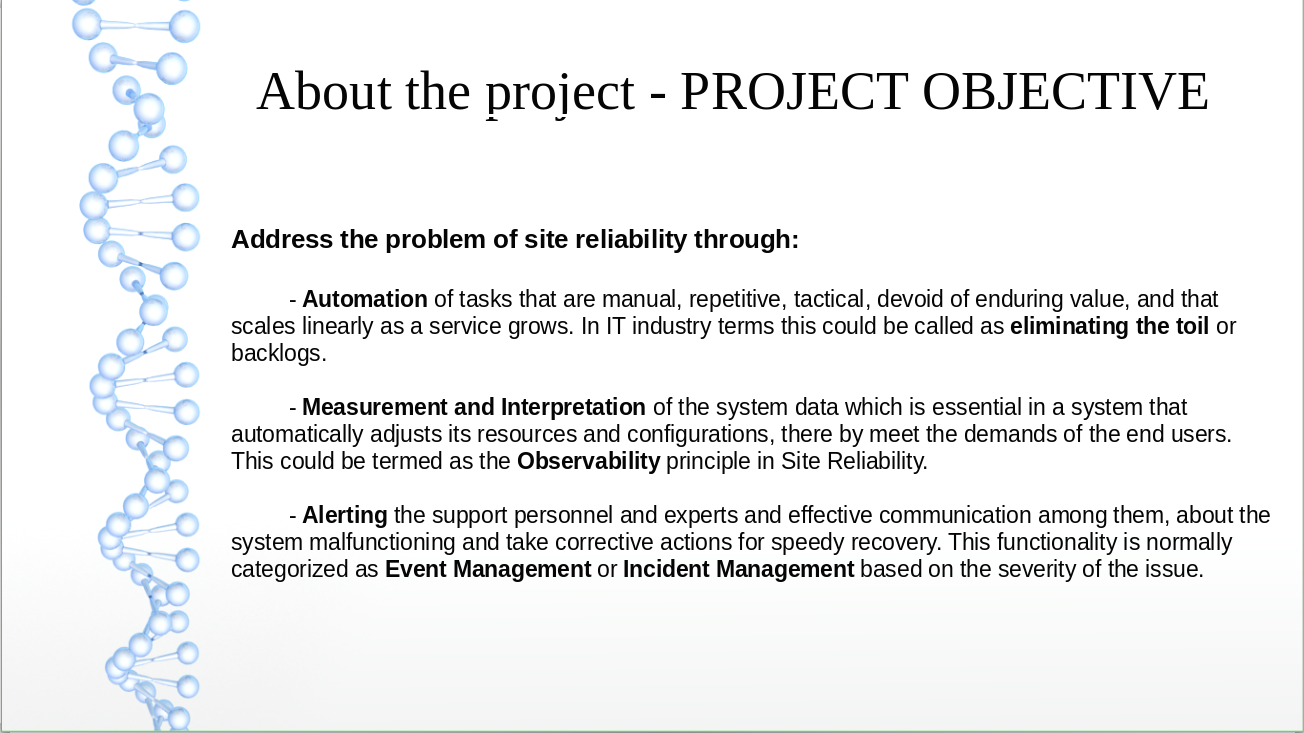 About the project - PROJECT OBJECTIVE
Address the problem of site reliability through:
- Automation of tasks that are manual, repetitive, tactical, devoid of enduring value, and that
scales linearly as a service grows. In IT industry terms this could be called as eliminating the toil or
backlogs.
- Measurement and Interpretation of the system data which is essential in a system that
automatically adjusts its resources and configurations, there by meet the demands of the end users.
This could be termed as the Observability principle in Site Reliability.
- Alerting the support personnel and experts and effective communication among them, about the
system malfunctioning and take corrective actions for speedy recovery. This functionality is normally
categorized as Event Management or Incident Management based on the severity of the issue.